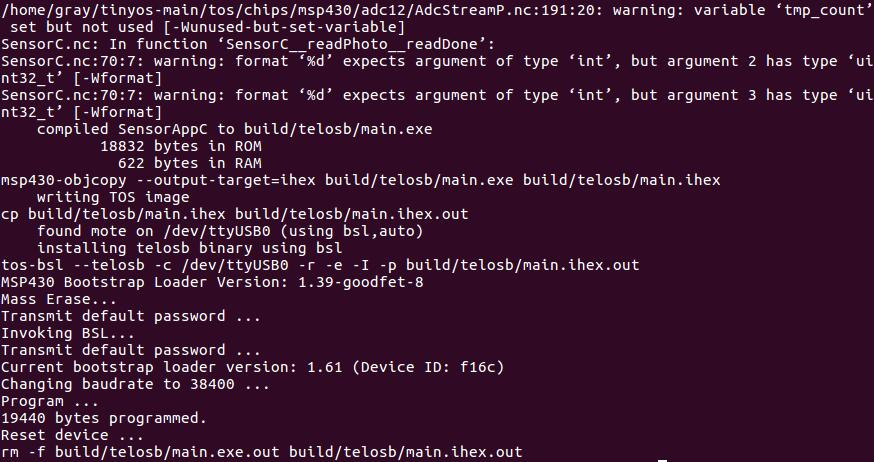 /home/gray/tinyos-main/tos/chips/msp430/adc12/AdcStreamP.nc:191:20: warning: variable ‘tmp_count’
 set but not used [-Wunused-but-set-variable]
SensorC.nc: In function ‘SensorC__readPhoto__readDone’:
SensorC.nc:70:7: warning: format ‘%d’ expects argument of type ‘int’, but argument 2 has type ‘ui
nt32_t’ [-Wformat]
SensorC.nc:70:7: warning: format ‘%d’ expects argument of type ‘int’, but argument 3 has type ‘ui
nt32_t’ [-Wformat]
    compiled SensorAppC to build/telosb/main.exe
           18832 bytes in ROM
             622 bytes in RAM
msp430-objcopy --output-target=ihex build/telosb/main.exe build/telosb/main.ihex
    writing TOS image
cp build/telosb/main.ihex build/telosb/main.ihex.out
    found mote on /dev/ttyUSB0 (using bsl,auto)
    installing telosb binary using bsl
tos-bsl --telosb -c /dev/ttyUSB0 -r -e -I -p build/telosb/main.ihex.out
MSP430 Bootstrap Loader Version: 1.39-goodfet-8
Mass Erase...
Transmit default password ...
Invoking BSL...
Transmit default password ...
Current bootstrap loader version: 1.61 (Device ID: f16c)
Changing baudrate to 38400 ...
Program ...
19440 bytes programmed.
Reset device ...
rm -f build/telosb/main.exe.out build/telosb/main.ihex.out